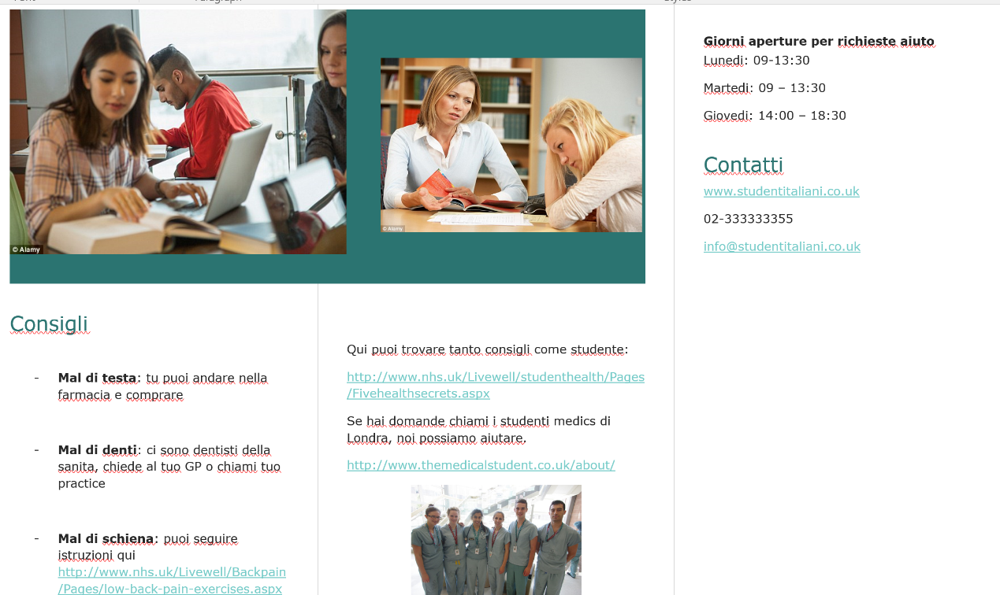 © Alamy
© Alamy
Consigli
- Mal di testa: tu puoi andare nella
farmacia e comprare
- Mal di denti: ci sono dentisti della
sanita, chiede al tuo GP o chiami tuo
practice
- Mal di schiena: puoi seguire
istruzioni qui
http://www.nhs.uk/Livewell/Backpain
/Pages/low-back-pain-exercises.aspx
Qui puoi trovare tanto consigli come studente:
http://www.nhs.uk/Livewell/studenthealth/Pages
/Fivehealthsecrets.aspx
Se hai domande chiami i studenti medics di
Londra, noi possiamo aiutare.
http://www.themedicalstudent.co.uk/about/
Giorni aperture per richieste aiuto
Lunedi: 09-13:30
Martedi: 09 – 13:30
Giovedi: 14:00 – 18:30
Contatti
www.studentitaliani.co.uk
02-333333355
info@studentitaliani.co.uk